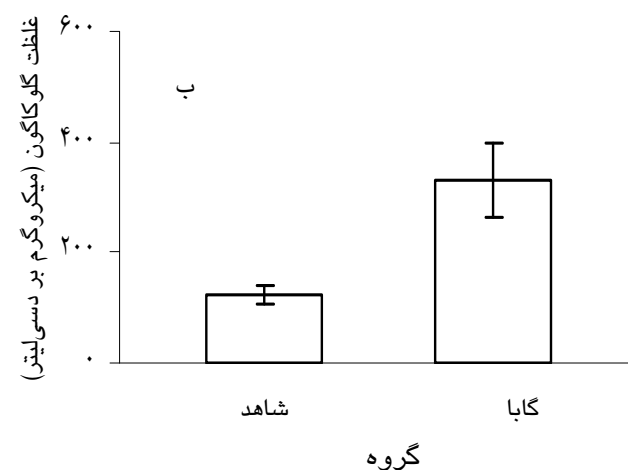 غلظت گلوکاگون (میکروگرم بر دسی‌لیتر)
۶۰۰
۴۰۰
۲۰۰
۰
ب
شاهد
گابا
گروه